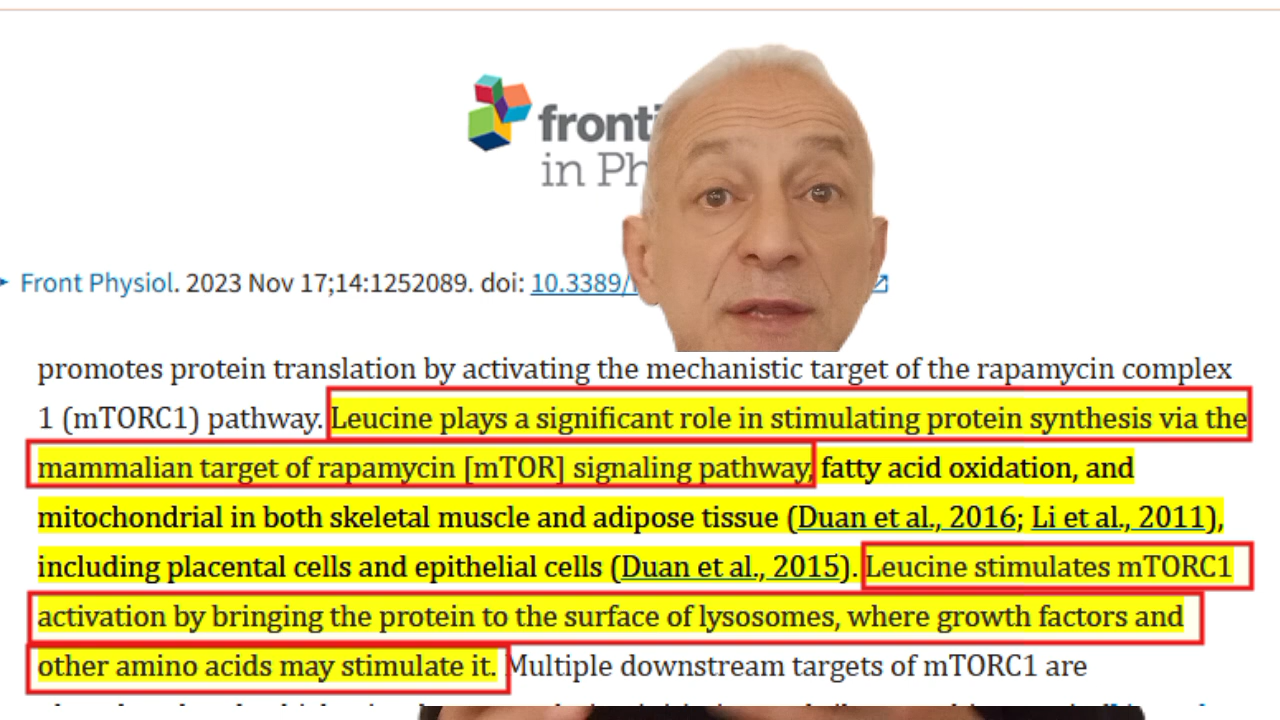 fronti
in Ph
Front Physiol. 2023 Nov 17;14:1252089. doi: 10.3389/
promotes protein translation by activating the mechanistic target of the rapamycin complex
1 (mTORC1) pathway. Leucine plays a significant role in stimulating protein synthesis via the
mammalian target of rapamycin [mTOR] signaling pathway, fatty acid oxidation, and
mitochondrial in both skeletal muscle and adipose tissue (Duan et al., 2016; Li et al., 2011),
including placental cells and epithelial cells (Duan et al., 2015). Leucine stimulates mTORC1
activation by bringing the protein to the surface of lysosomes, where growth factors and
other amino acids may stimulate it. Multiple downstream targets of mTORC1 are